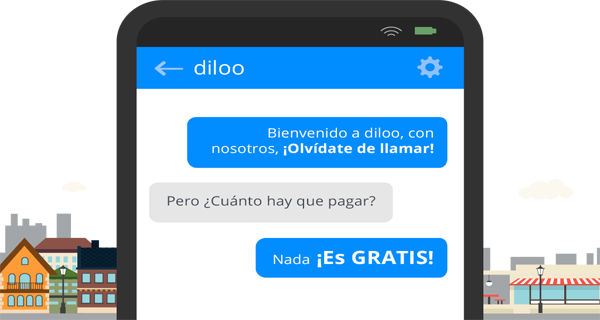 diloo
Bienvenido a diloo, con
nosotros, ¡Olvídate de llamar!
Pero ¿Cuánto hay que pagar?
Nada ¡Es GRATIS!